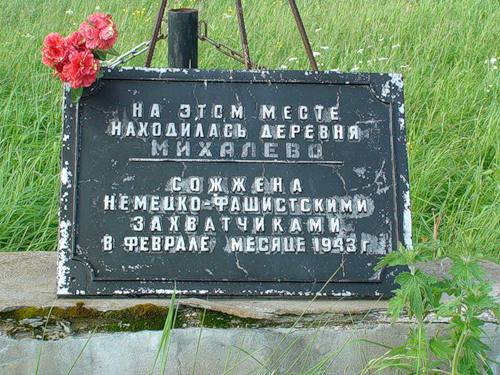 НА ЭТОМ МЕСТЕ
НАХОДИЛАСЬ ДЕРЕВНЯ
МИХАЛЕВО
СОЖЖЕНА
НЕМЕЦКО-ФАШИСТСКИМИ
ЗАХВАТЧИКАМИ
В ФЕВРАЛЕ МЕСЯЦЕ 1943 Г